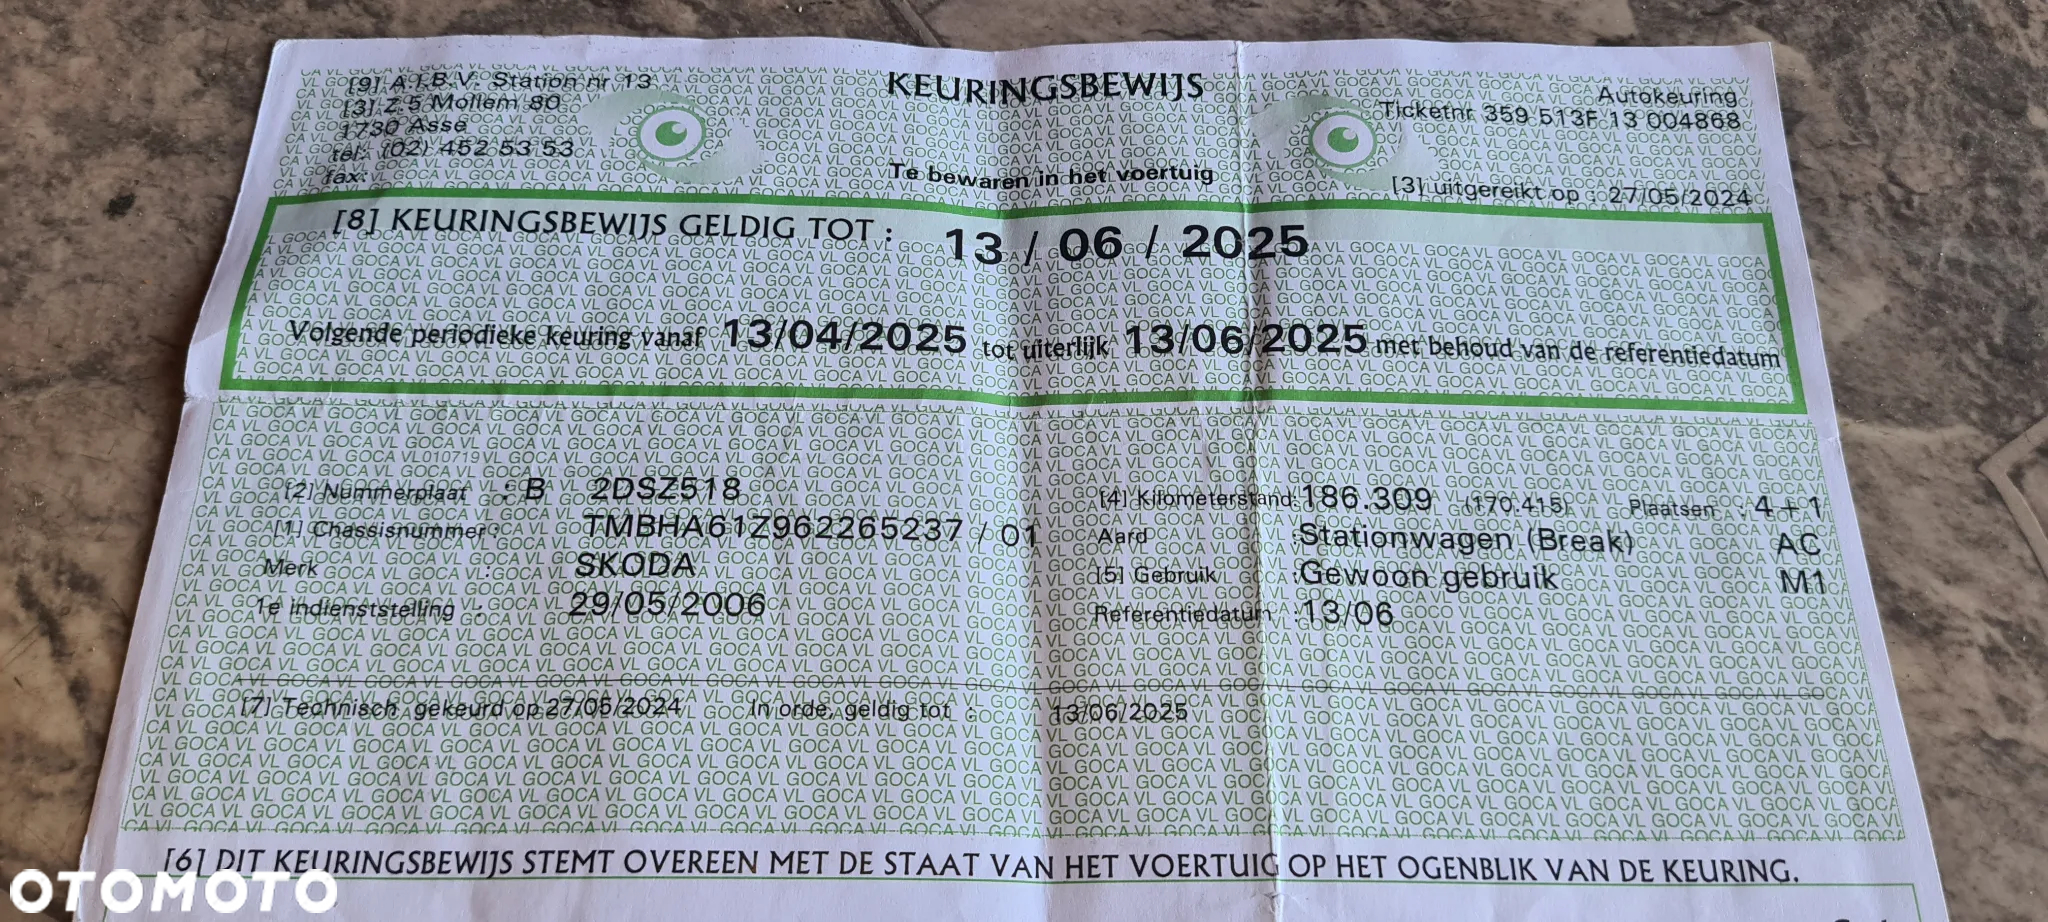 [9] A.I.B.V. Station nr 13
[3] Z 5 Mollem 80
1730 Asse
tel: (02) 452 53 53
fax:
KEURINGSBEWIJS
Te bewaren in het voertuig
Autokeuring
Ticketnr 359 513F 13 004868
[3] uitgereikt op : 27/05/2024
[8] KEURINGSBEWIJS GELDIG TOT : 13 / 06 / 2025
Volgende periodieke keuring vanaf 13/04/2025 tot uiterlijk 13/06/2025 met behoud van de referentiedatum
[2] Nummerplaat : B 2DSZ518
[1] Chassisnummer: TMBHA61Z962265237 / 01
Merk : SKODA
1e indienststelling : 29/05/2006
[4] Kilometerstand: 186.309 (170.415) Plaatsen : 4+1
Aard :Stationwagen (Break) AC
[5] Gebruik :Gewoon gebruik M1
Referentiedatum :13/06
[7] Technisch gekeurd op 27/05/2024 In orde, geldig tot : 13/06/2025
[6] DIT KEURINGSBEWIJS STEMT OVEREEN MET DE STAAT VAN HET VOERTUIG OP HET OGENBLIK VAN DE KEURING.
OTOMOTO